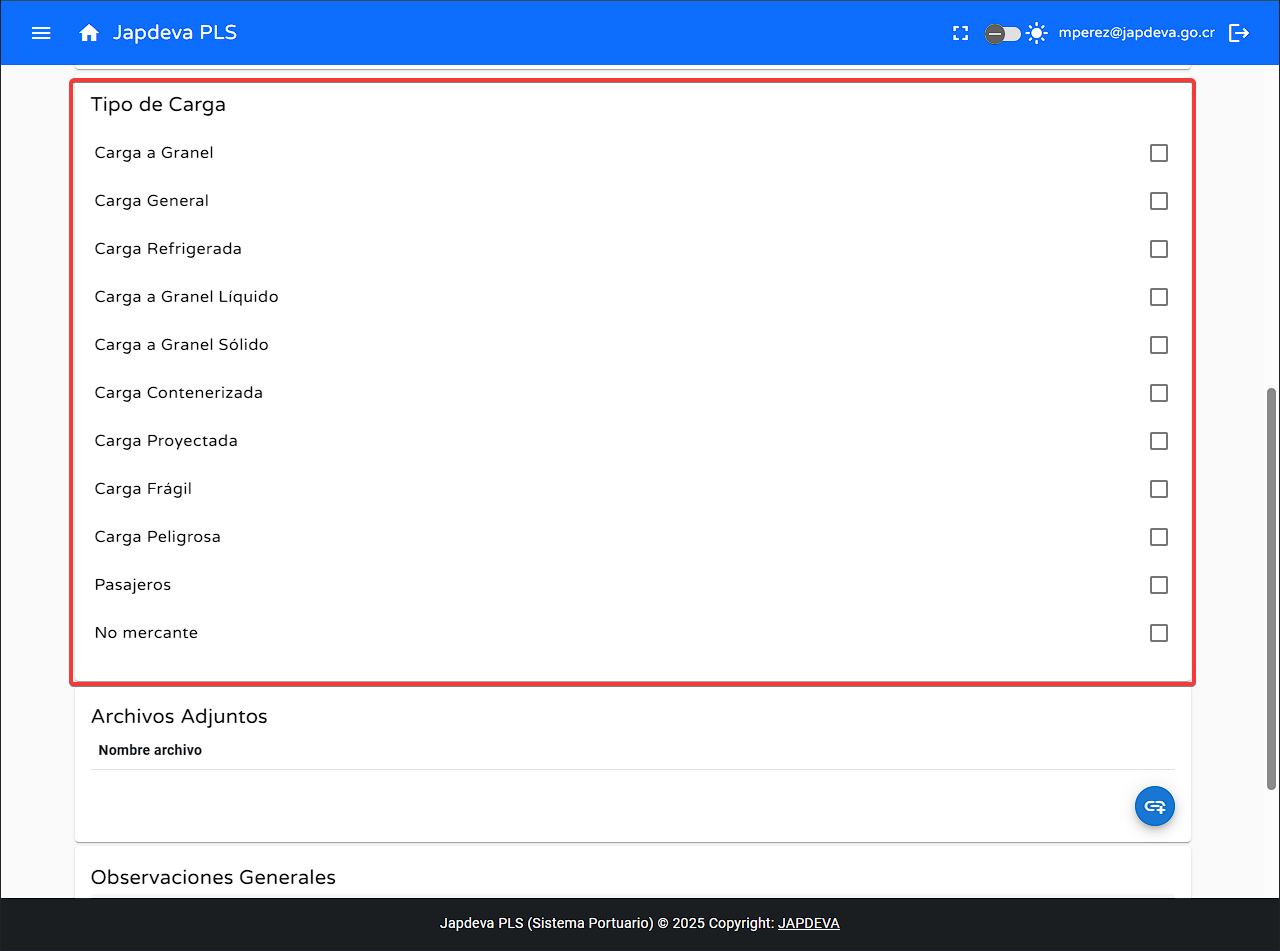 Japdeva PLS
mperez@japdeva.go.cr
Tipo de Carga
Carga a Granel
Carga General
Carga Refrigerada
Carga a Granel Líquido
Carga a Granel Sólido
Carga Contenerizada
Carga Proyectada
Carga Frágil
Carga Peligrosa
Pasajeros
No mercante
Archivos Adjuntos
Nombre archivo
Observaciones Generales
Japdeva PLS (Sistema Portuario) © 2025 Copyright: JAPDEVA